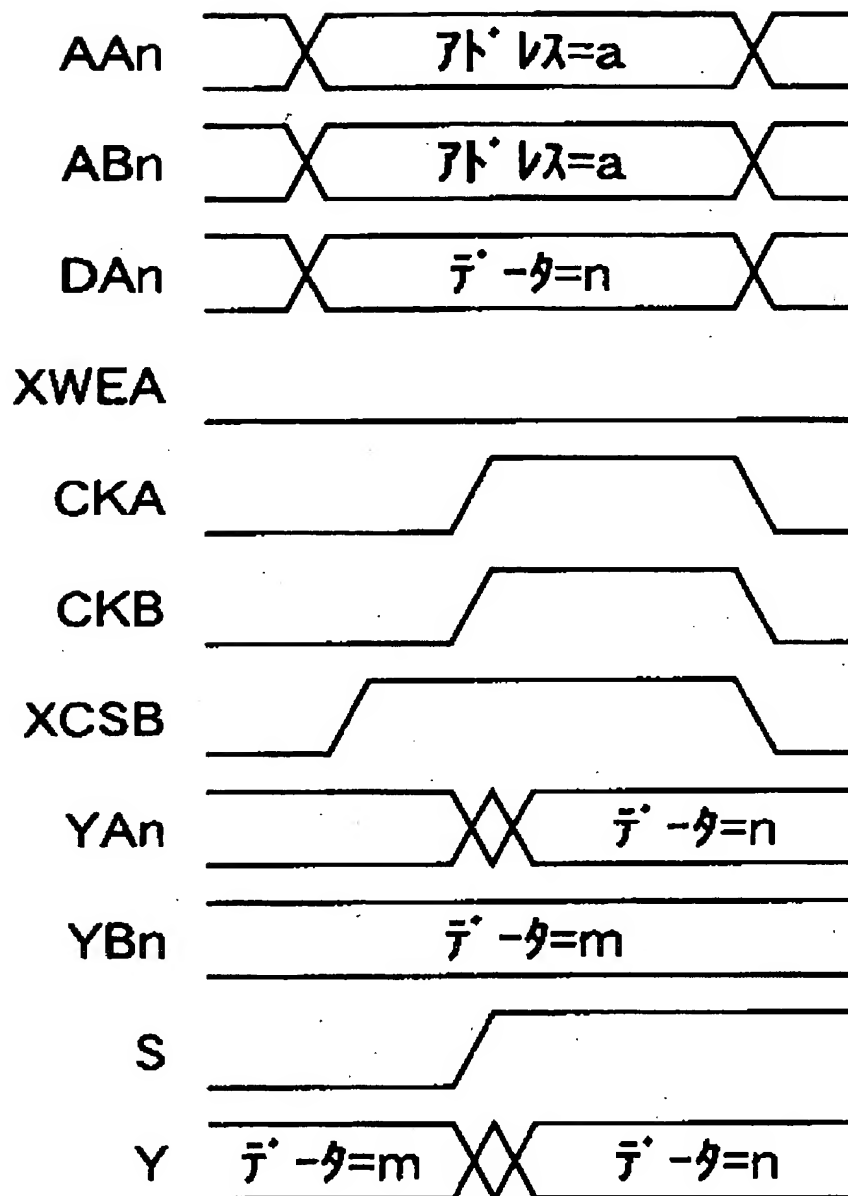 AAn ｱﾄﾞﾚｽ=a
ABn ｱﾄﾞﾚｽ=a
DAn ﾃﾞｰﾀ=n
XWEA
CKA
CKB
XCSB
YAn ﾃﾞｰﾀ=n
YBn ﾃﾞｰﾀ=m
S
Y ﾃﾞｰﾀ=m ﾃﾞｰﾀ=n